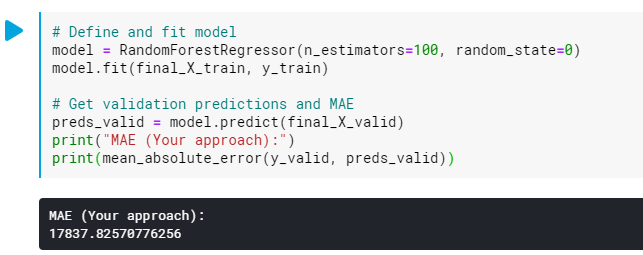 # Define and fit model
model = RandomForestRegressor(n_estimators=100, random_state=0)
model.fit(final_X_train, y_train)
# Get validation predictions and MAE
preds_valid = model.predict(final_X_valid)
print("MAE (Your approach):")
print(mean_absolute_error(y_valid, preds_valid))
MAE (Your approach):
17837.82570776256